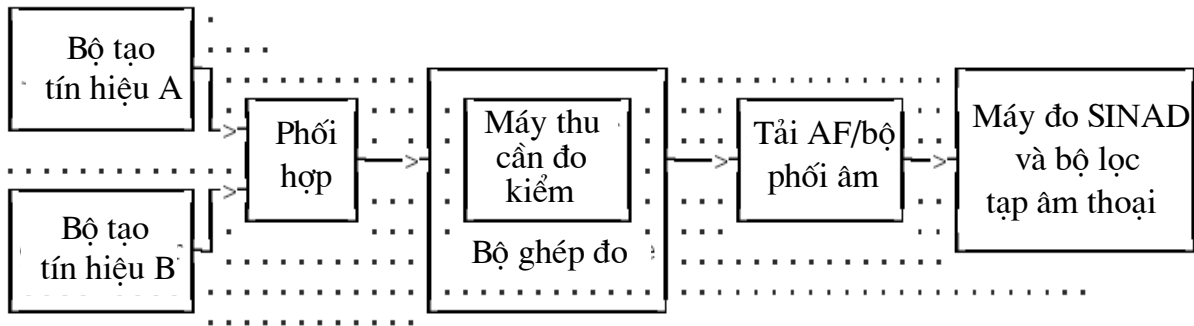 Bộ tạo
tín hiệu A
Bộ tạo
tín hiệu B
Phối
hợp
Máy thu
cần đo
kiểm
Bộ ghép đo
Tải AF/bộ
phối âm
Máy đo SINAD
và bộ lọc
tạp âm thoại